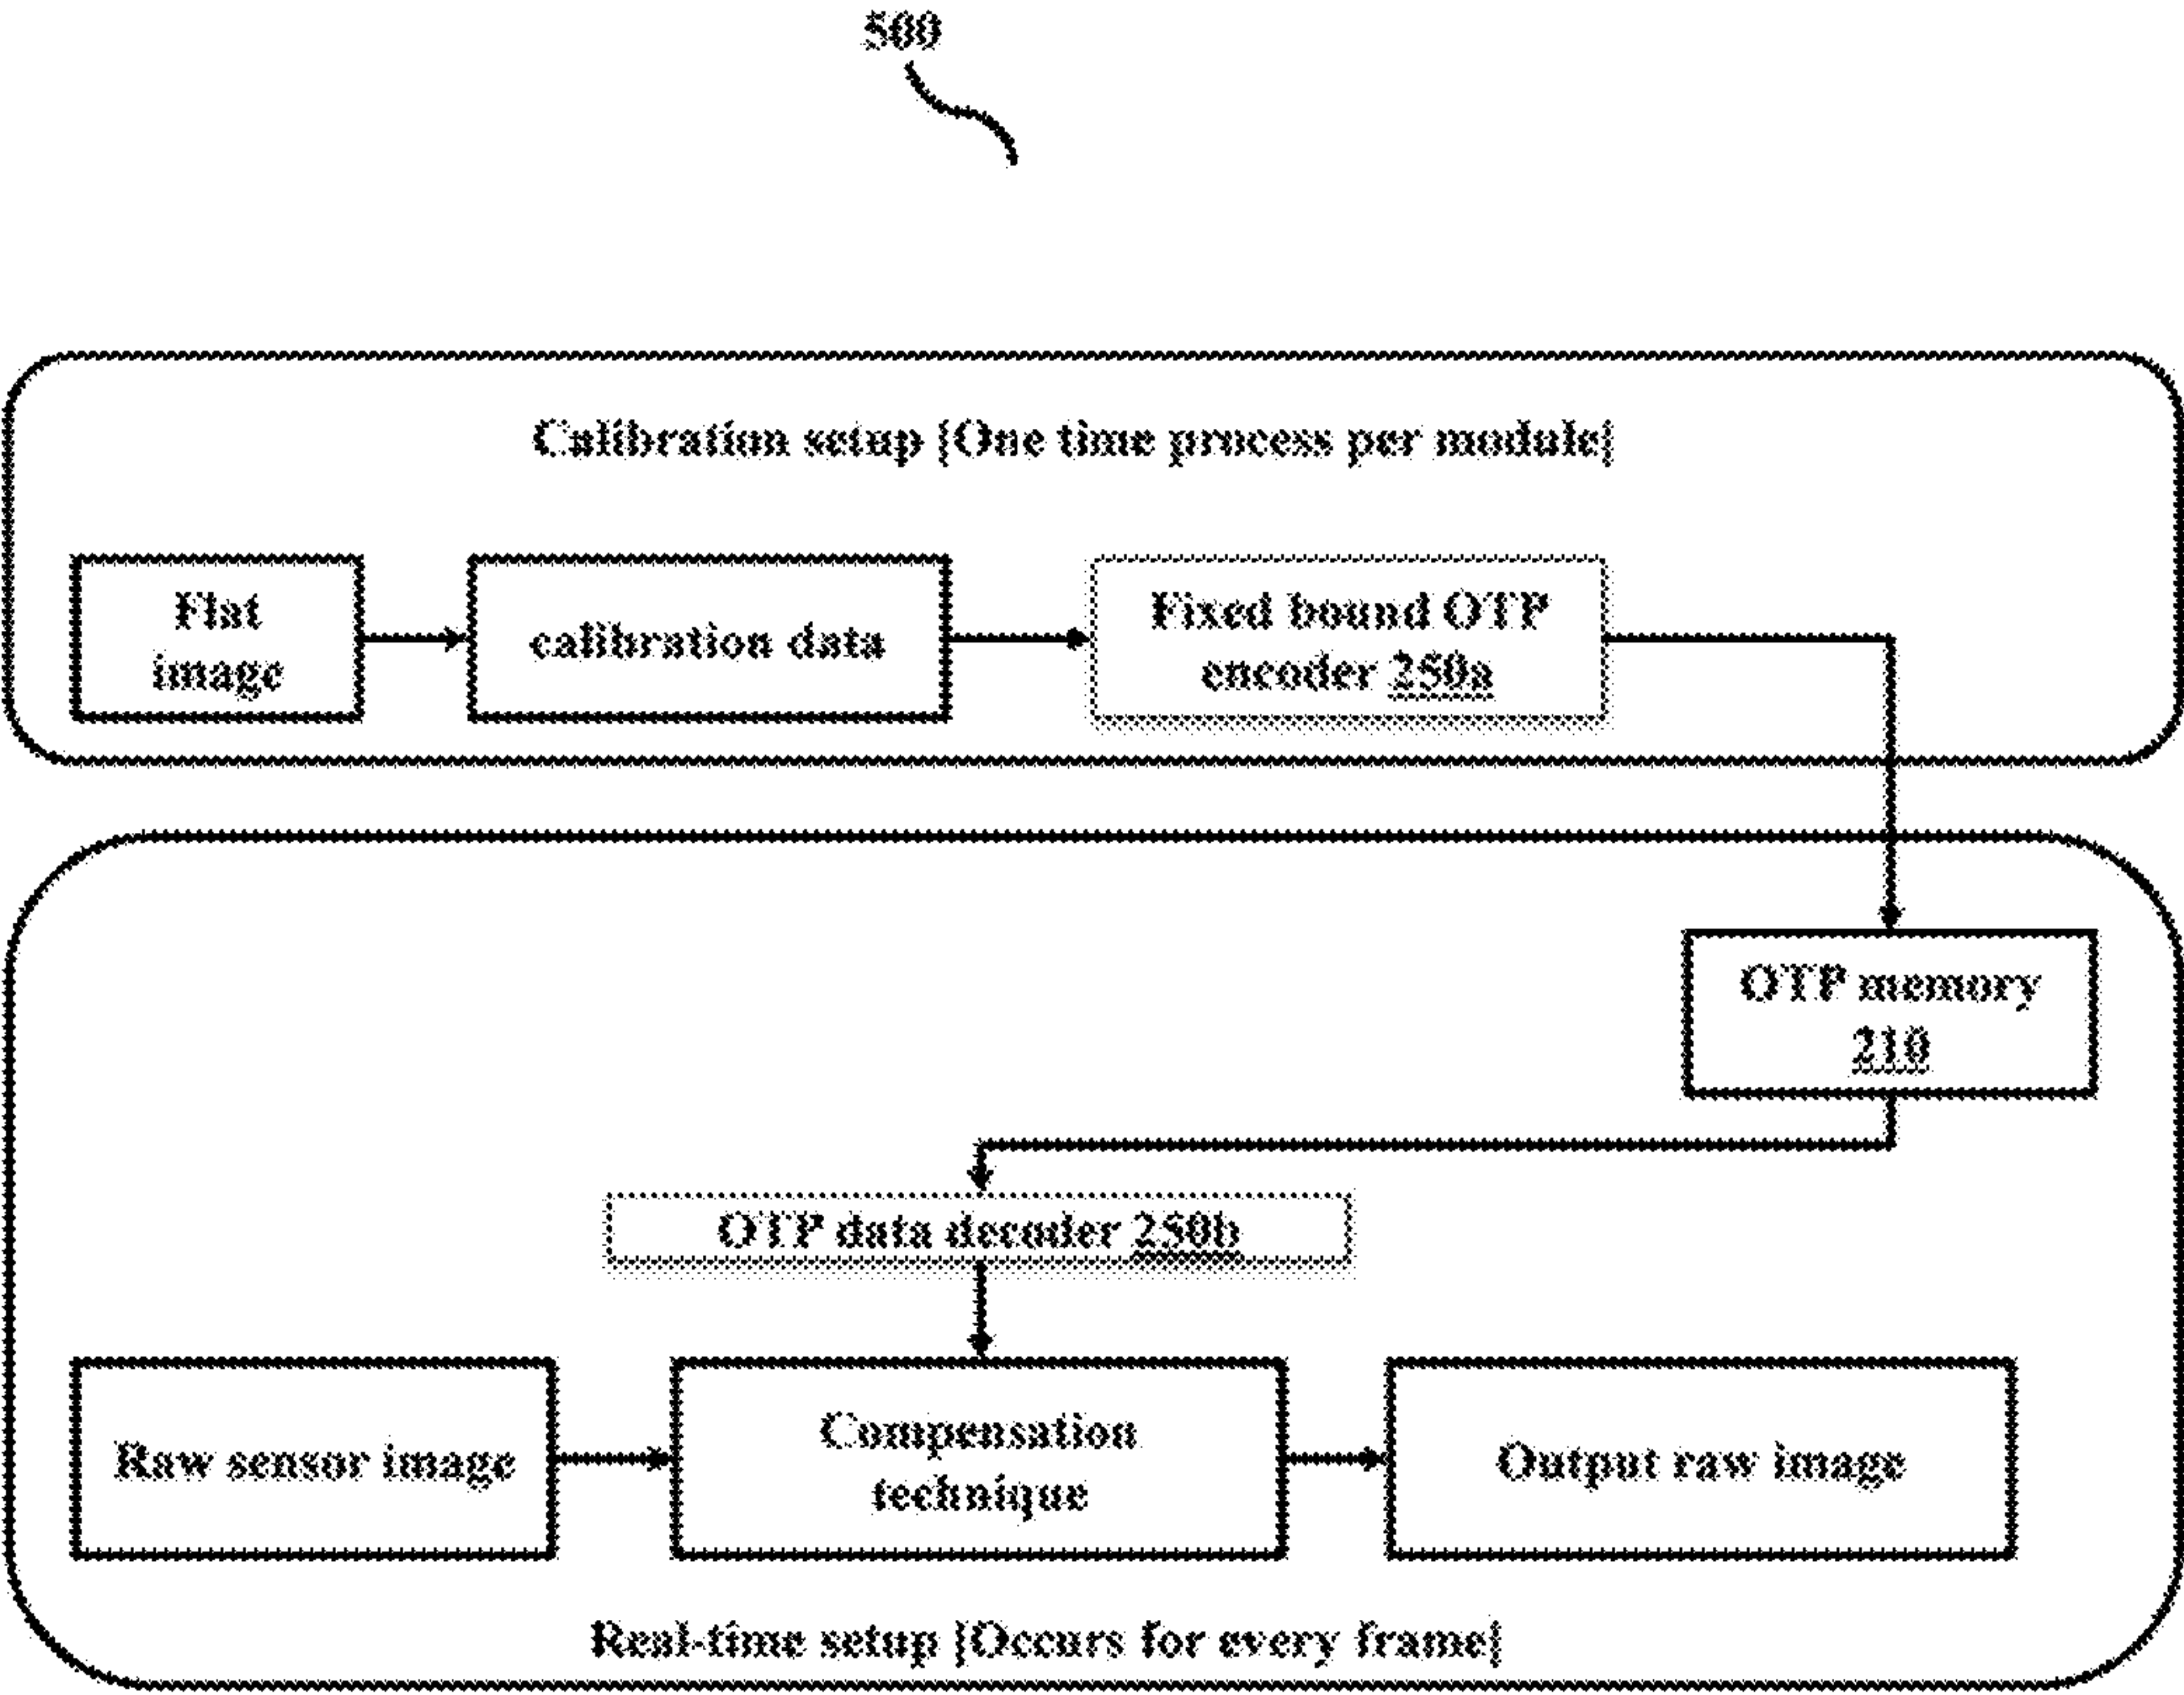 500
Calibration setup [One time process per module]
Flat
image
calibration data
Fixed bound OTP
encoder 250a
OTP memory
210
OTP data decoder 250b
Raw sensor image
Compensation
technique
Output raw image
Real-time setup [Occurs for every frame]